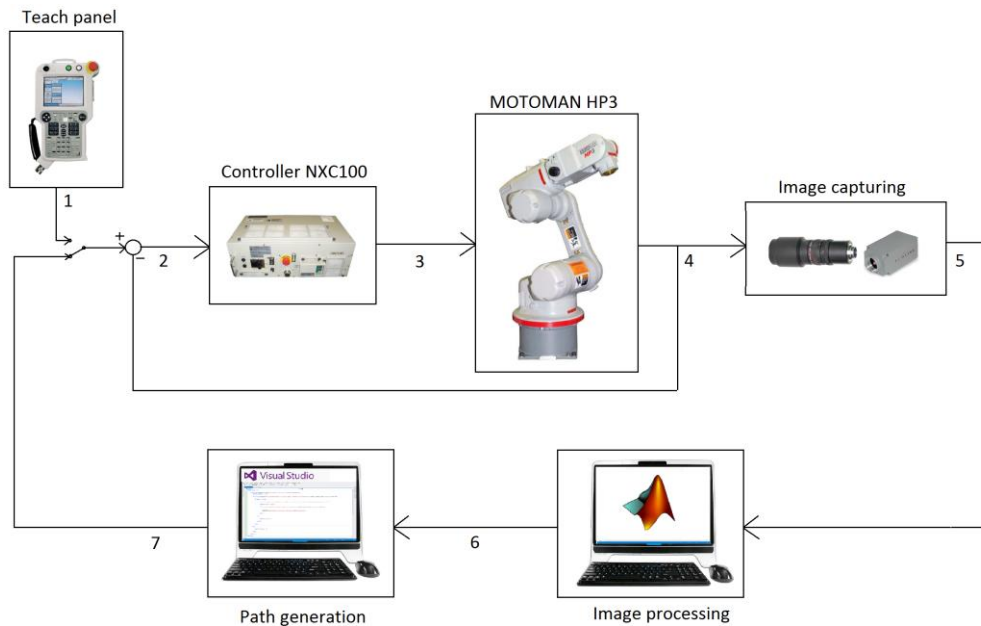 Teach panel
MOTOMAN HP3
Controller NXC100
Image capturing
1
+
−
2
3
4
5
Visual Studio
7
6
Path generation
Image processing